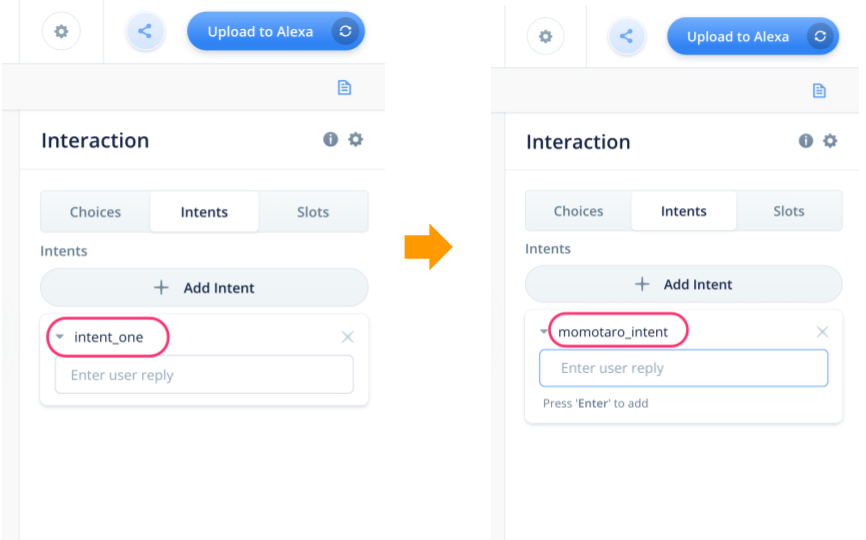 Upload to Alexa
Interaction
Choices Intents Slots
Intents
+ Add Intent
intent_one
Enter user reply
Upload to Alexa
Interaction
Choices Intents Slots
Intents
+ Add Intent
momotaro_intent
Enter user reply
Press 'Enter' to add